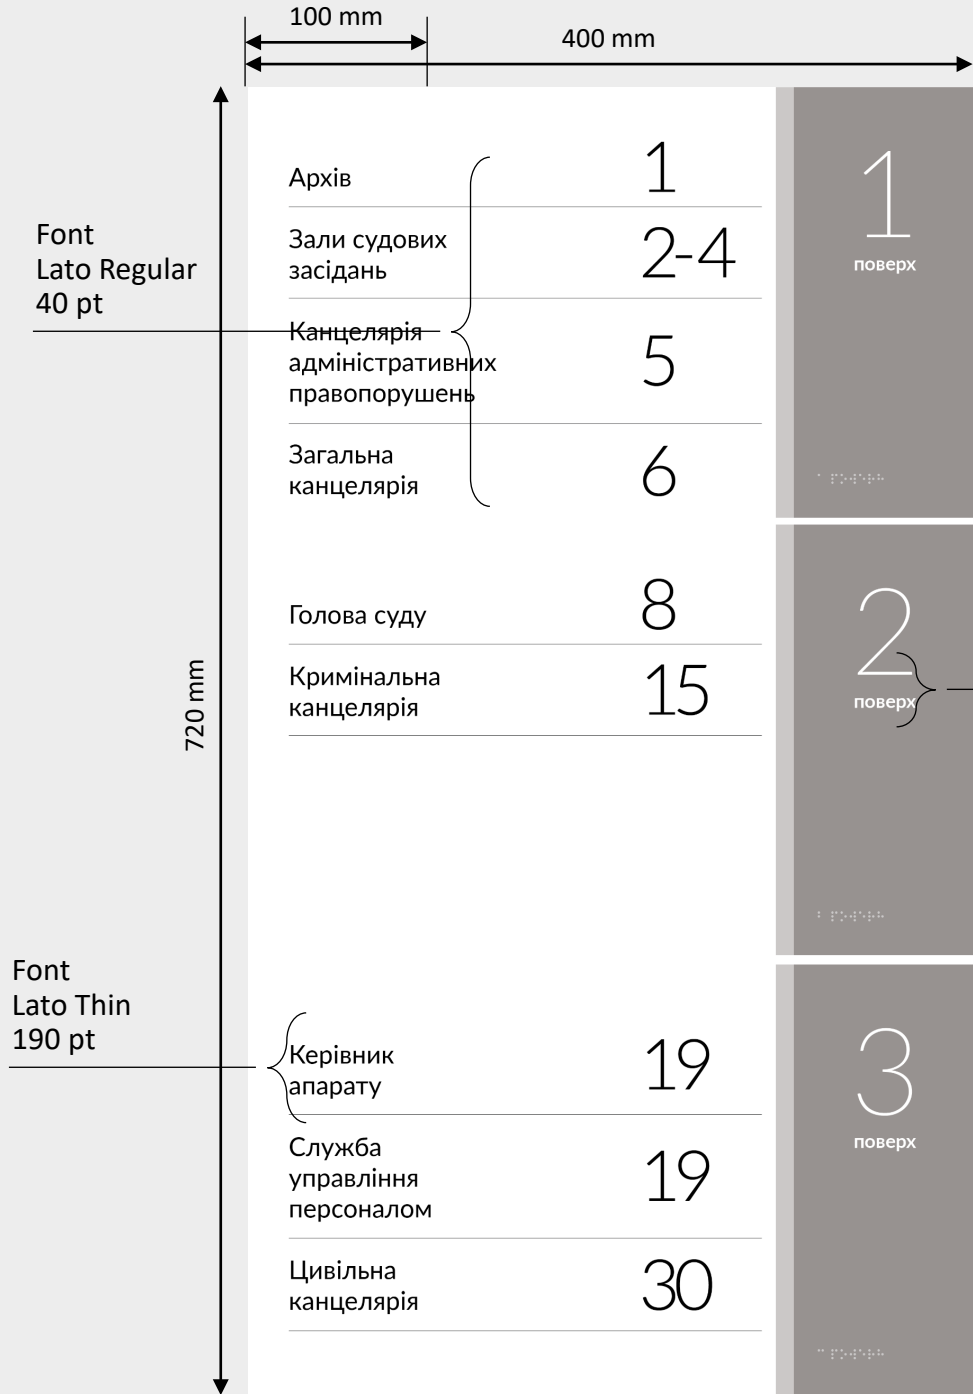 100 mm
400 mm
Font
Lato Regular
40 pt
Архів
1
Зали судових
засідань
2-4
Канцелярія
адміністративних
правопорушень
5
Загальна
канцелярія
6
1
поверх
720 mm
Голова суду
8
Кримінальна
канцелярія
15
2
поверх
Font
Lato Thin
190 pt
Керівник
апарату
19
Служба
управління
персоналом
19
Цивільна
канцелярія
30
3
поверх